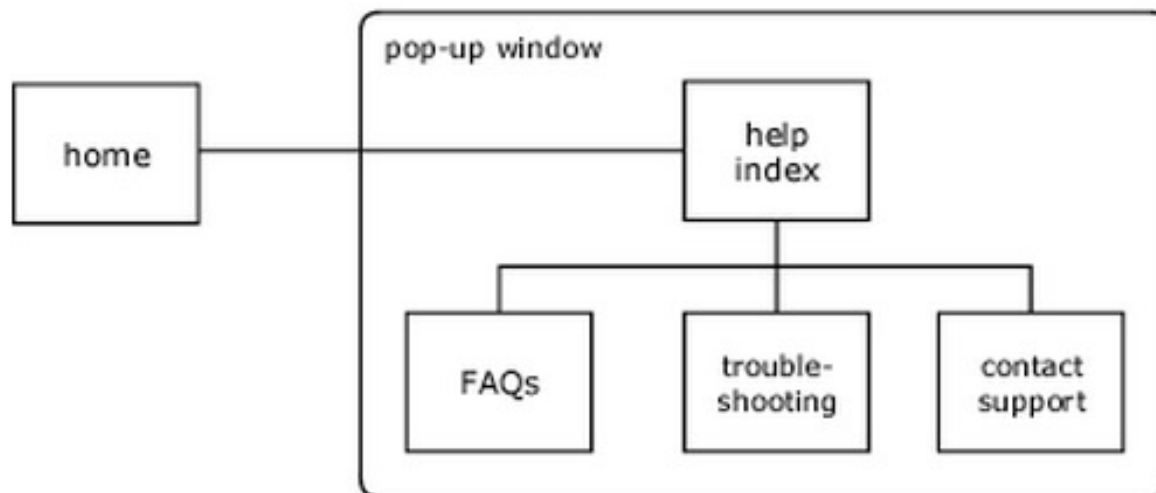 pop-up window
home
help
index
FAQs
trouble-
shooting
contact
support